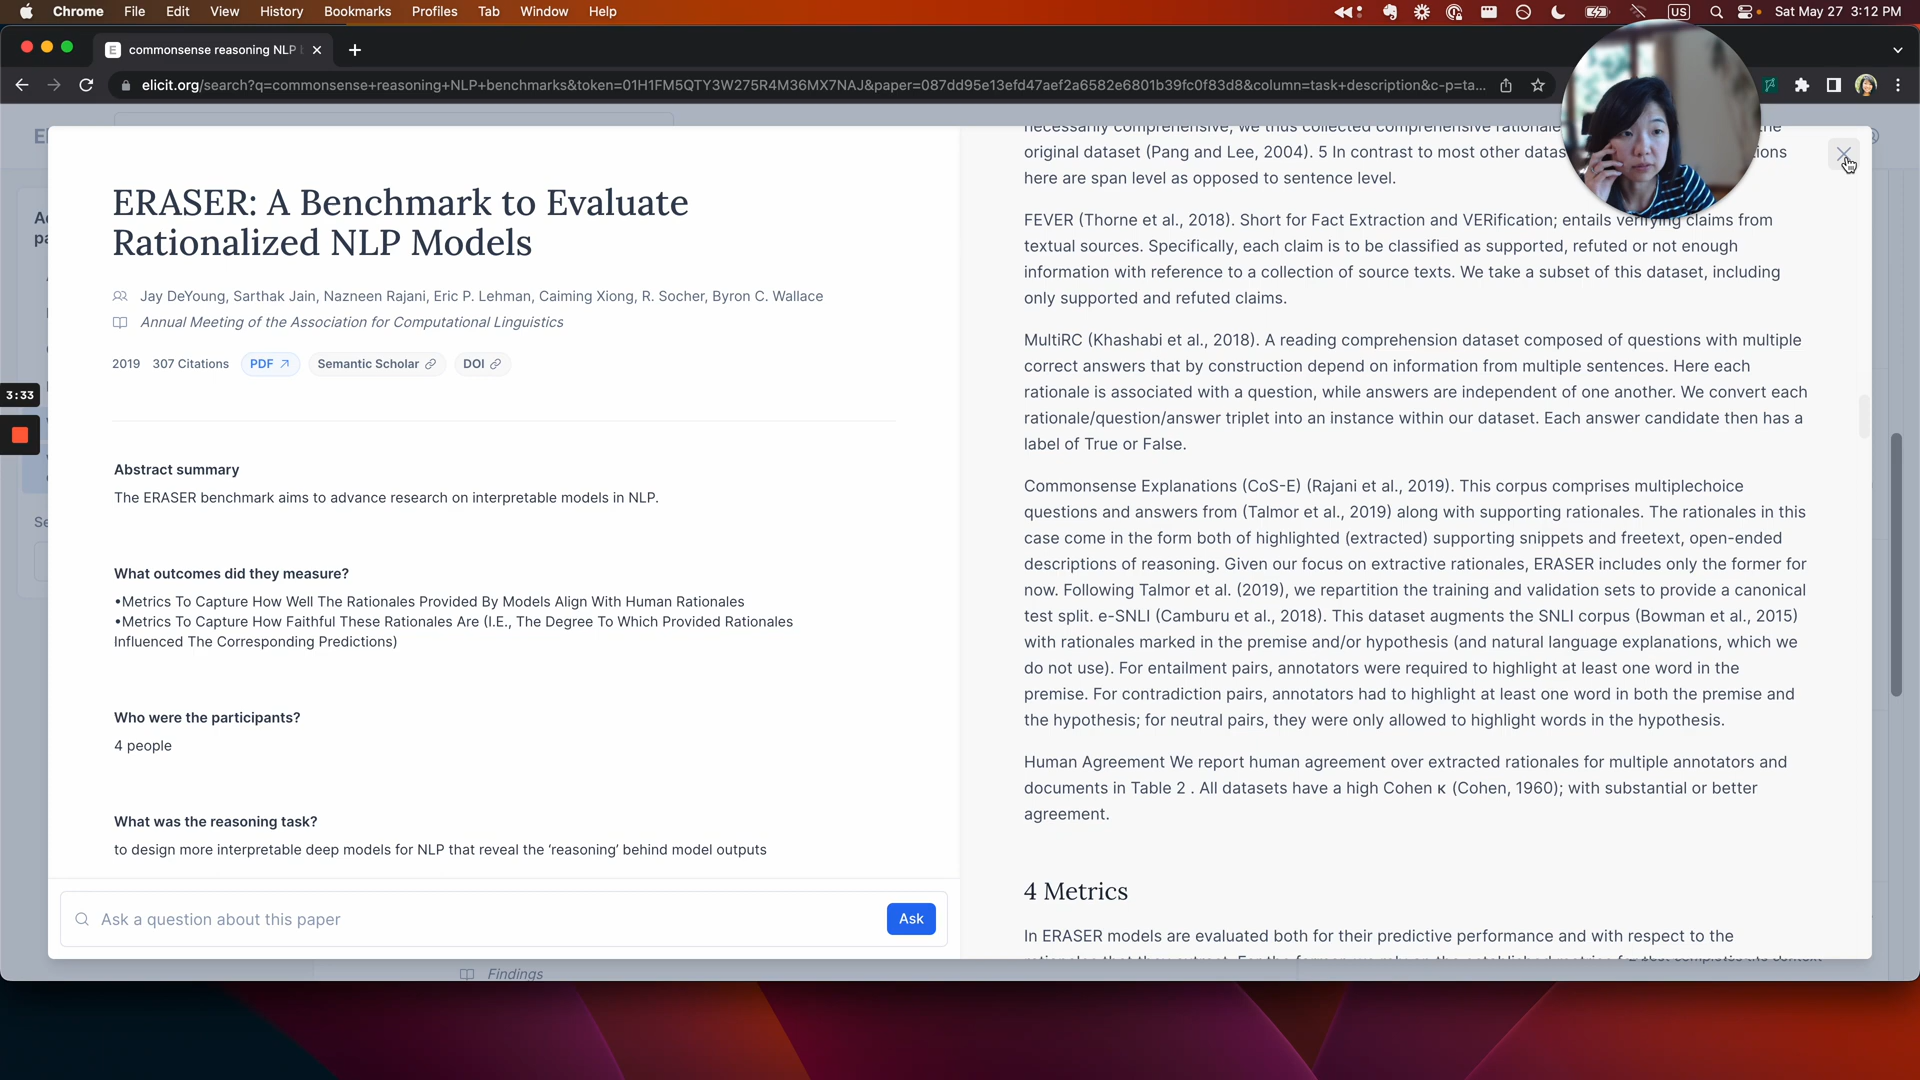 Chrome File Edit View History Bookmarks Profiles Tab Window Help
US Sat May 27 3:12 PM
commonsense reasoning NLP
elicit.org/search?q=commonsense+reasoning+NLP+benchmarks&token=01H1FM5QTY3W275R4M36MX7NAJ&paper=087dd95e13efd47aef2a6582e6801b39fc0f83d8&column=task+description&c-p=ta...
3:33
ERASER: A Benchmark to Evaluate
Rationalized NLP Models
Jay DeYoung, Sarthak Jain, Nazneen Rajani, Eric P. Lehman, Caiming Xiong, R. Socher, Byron C. Wallace
Annual Meeting of the Association for Computational Linguistics
2019 307 Citations PDF Semantic Scholar DOI
Abstract summary
The ERASER benchmark aims to advance research on interpretable models in NLP.
What outcomes did they measure?
•Metrics To Capture How Well The Rationales Provided By Models Align With Human Rationales
•Metrics To Capture How Faithful These Rationales Are (I.E., The Degree To Which Provided Rationales
Influenced The Corresponding Predictions)
Who were the participants?
4 people
What was the reasoning task?
to design more interpretable deep models for NLP that reveal the ‘reasoning’ behind model outputs
Ask a question about this paper
Ask
Findings
necessarily comprehensive, we thus collected comprehensive rationale the
original dataset (Pang and Lee, 2004). 5 In contrast to most other
here are span level as opposed to sentence level.
FEVER (Thorne et al., 2018). Short for Fact Extraction and VERification; entails verifying claims from
textual sources. Specifically, each claim is to be classified as supported, refuted or not enough
information with reference to a collection of source texts. We take a subset of this dataset, including
only supported and refuted claims.
MultiRC (Khashabi et al., 2018). A reading comprehension dataset composed of questions with multiple
correct answers that by construction depend on information from multiple sentences. Here each
rationale is associated with a question, while answers are independent of one another. We convert each
rationale/question/answer triplet into an instance within our dataset. Each answer candidate then has a
label of True or False.
Commonsense Explanations (CoS-E) (Rajani et al., 2019). This corpus comprises multiplechoice
questions and answers from (Talmor et al., 2019) along with supporting rationales. The rationales in this
case come in the form both of highlighted (extracted) supporting snippets and freetext, open-ended
descriptions of reasoning. Given our focus on extractive rationales, ERASER includes only the former for
now. Following Talmor et al. (2019), we repartition the training and validation sets to provide a canonical
test split. e-SNLI (Camburu et al., 2018). This dataset augments the SNLI corpus (Bowman et al., 2015)
with rationales marked in the premise and/or hypothesis (and natural language explanations, which we
do not use). For entailment pairs, annotators were required to highlight at least one word in the
premise. For contradiction pairs, annotators had to highlight at least one word in both the premise and
the hypothesis; for neutral pairs, they were only allowed to highlight words in the hypothesis.
Human Agreement We report human agreement over extracted rationales for multiple annotators and
documents in Table 2 . All datasets have a high Cohen κ (Cohen, 1960); with substantial or better
agreement.
4 Metrics
In ERASER models are evaluated both for their predictive performance and with respect to the